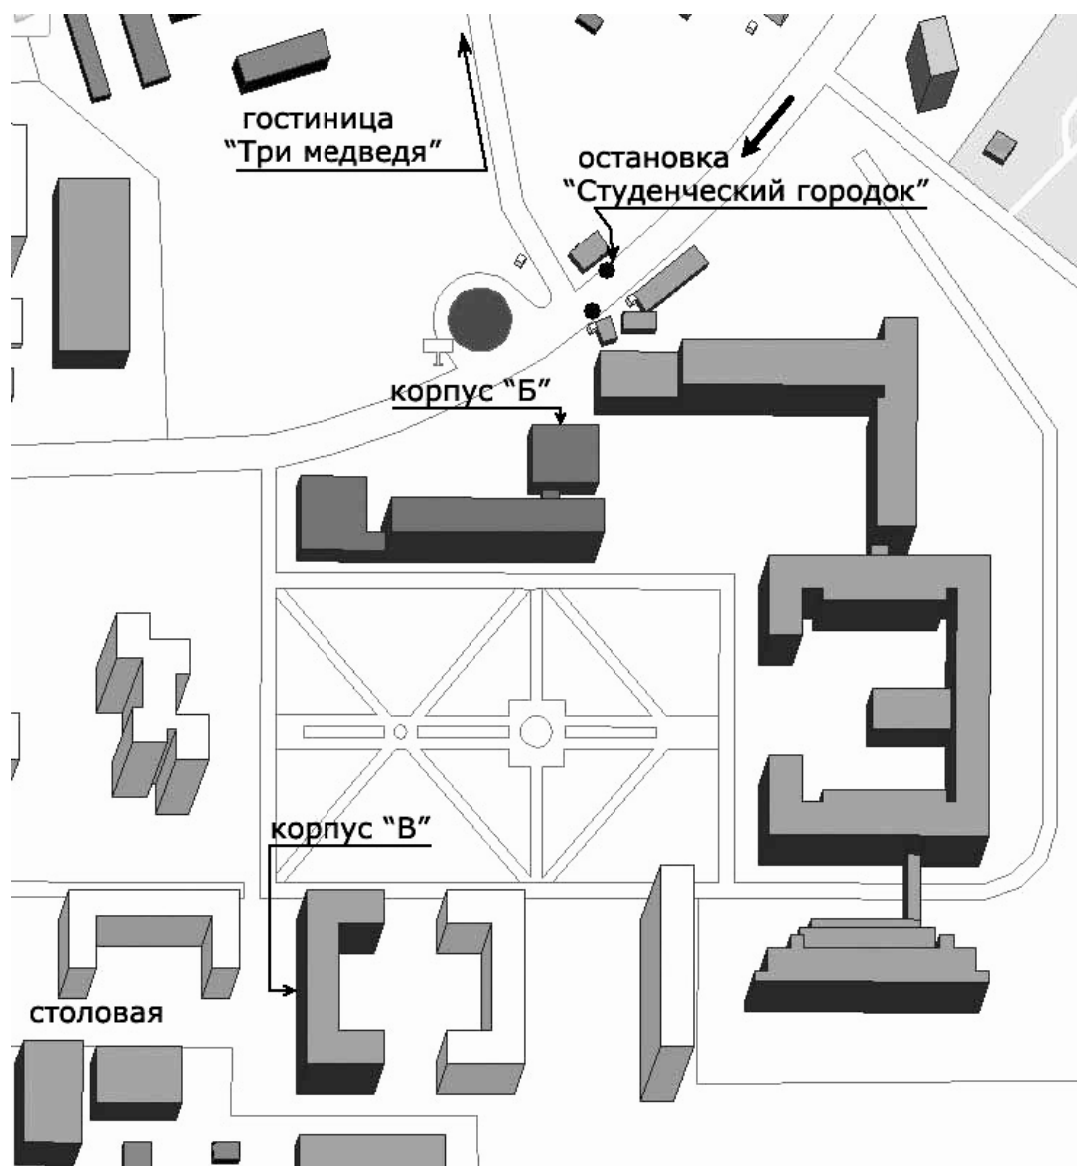 гостиница
“Три медведя”
остановка
“Студенческий городок”
корпус “Б”
корпус “В”
столовая